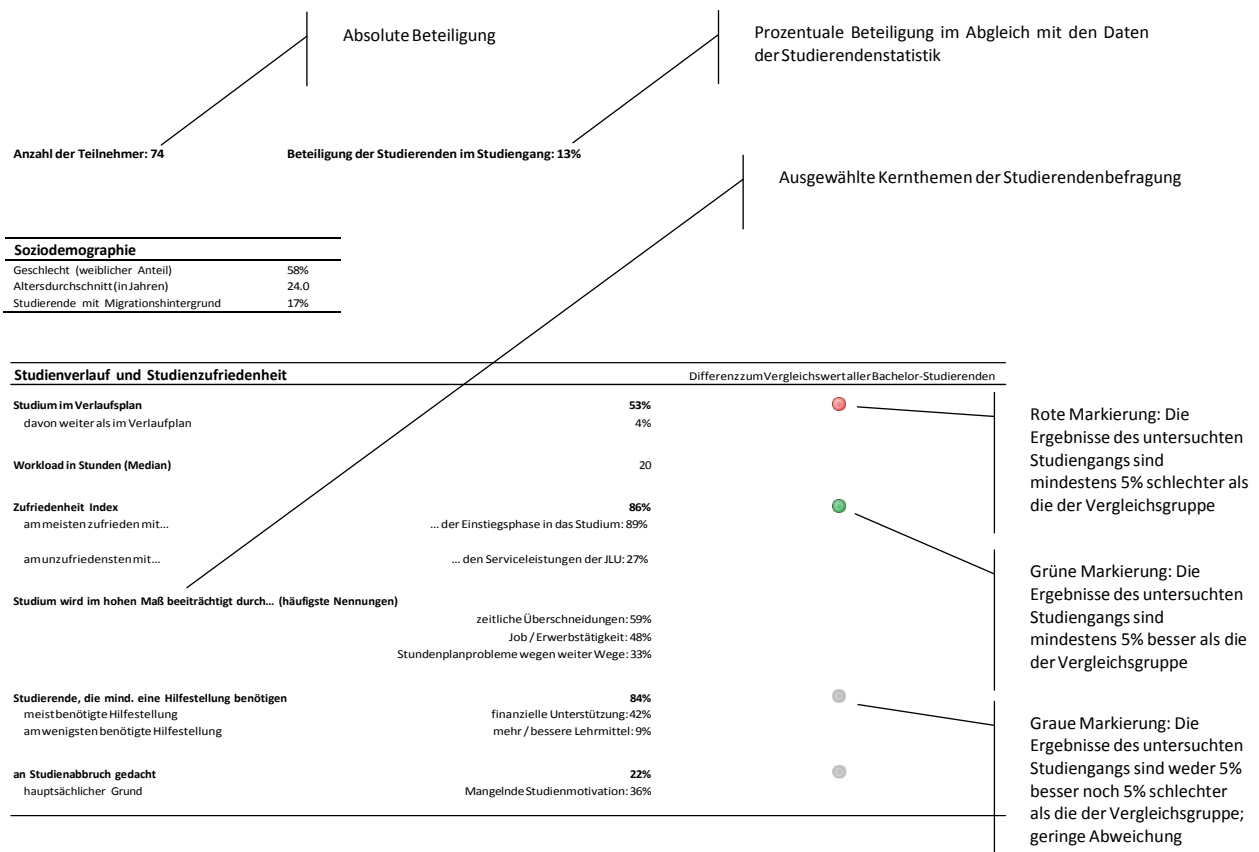 Absolute Beteiligung
Prozentuale Beteiligung im Abgleich mit den Daten
der Studierendenstatistik
Anzahl der Teilnehmer: 74
Beteiligung der Studierenden im Studiengang: 13%
Ausgewählte Kernthemen der Studierendenbefragung
Soziodemographie
Geschlecht (weiblicher Anteil) 58%
Altersdurchschnitt (in Jahren) 24.0
Studierende mit Migrationshintergrund 17%
Studienverlauf und Studienzufriedenheit Differenz zum Vergleichswert aller Bachelor-Studierenden
Studium im Verlaufsplan 53%
davon weiter als im Verlaufplan 4%
Workload in Stunden (Median) 20
Zufriedenheit Index 86%
am meisten zufrieden mit... ... der Einstiegsphase in das Studium: 89%
am unzufriedensten mit... ... den Serviceleistungen der JLU: 27%
Studium wird im hohen Maß beeiträchtigt durch... (häufigste Nennungen)
zeitliche Überschneidungen: 59%
Job / Erwerbstätigkeit: 48%
Stundenplanprobleme wegen weiter Wege: 33%
Studierende, die mind. eine Hilfestellung benötigen 84%
meist benötigte Hilfestellung finanzielle Unterstützung: 42%
am wenigsten benötigte Hilfestellung mehr / bessere Lehrmittel: 9%
an Studienabbruch gedacht 22%
hauptsächlicher Grund Mangelnde Studienmotivation: 36%
Rote Markierung: Die
Ergebnisse des untersuchten
Studiengangs sind
mindestens 5% schlechter als
die der Vergleichsgruppe
Grüne Markierung: Die
Ergebnisse des untersuchten
Studiengangs sind
mindestens 5% besser als die
der Vergleichsgruppe
Graue Markierung: Die
Ergebnisse des untersuchten
Studiengangs sind weder 5%
besser noch 5% schlechter
als die der Vergleichsgruppe;
geringe Abweichung